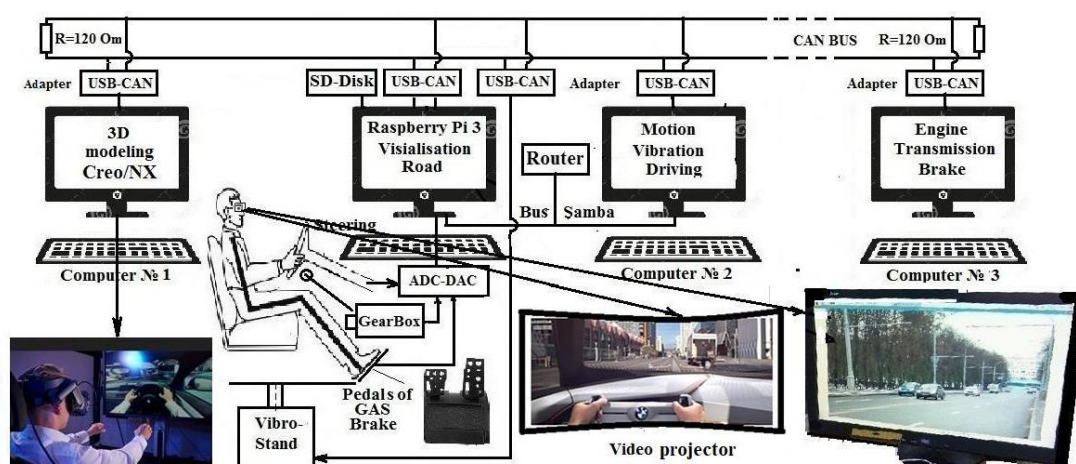 R=120 Om
CAN BUS
R=120 Om
Adapter
USB-CAN
SD-Disk
USB-CAN
USB-CAN
Adapter
USB-CAN
Adapter
USB-CAN
3D
modeling
Creo/NX
Raspberry Pi 3
Visialisation
Road
Router
Motion
Vibration
Driving
Engine
Transmission
Brake
Steering
Bus Samba
Computer № 1
Computer № 2
Computer № 3
ADC-DAC
GearBox
Pedals of
GAS
Brake
Vibro-
Stand
Video projector